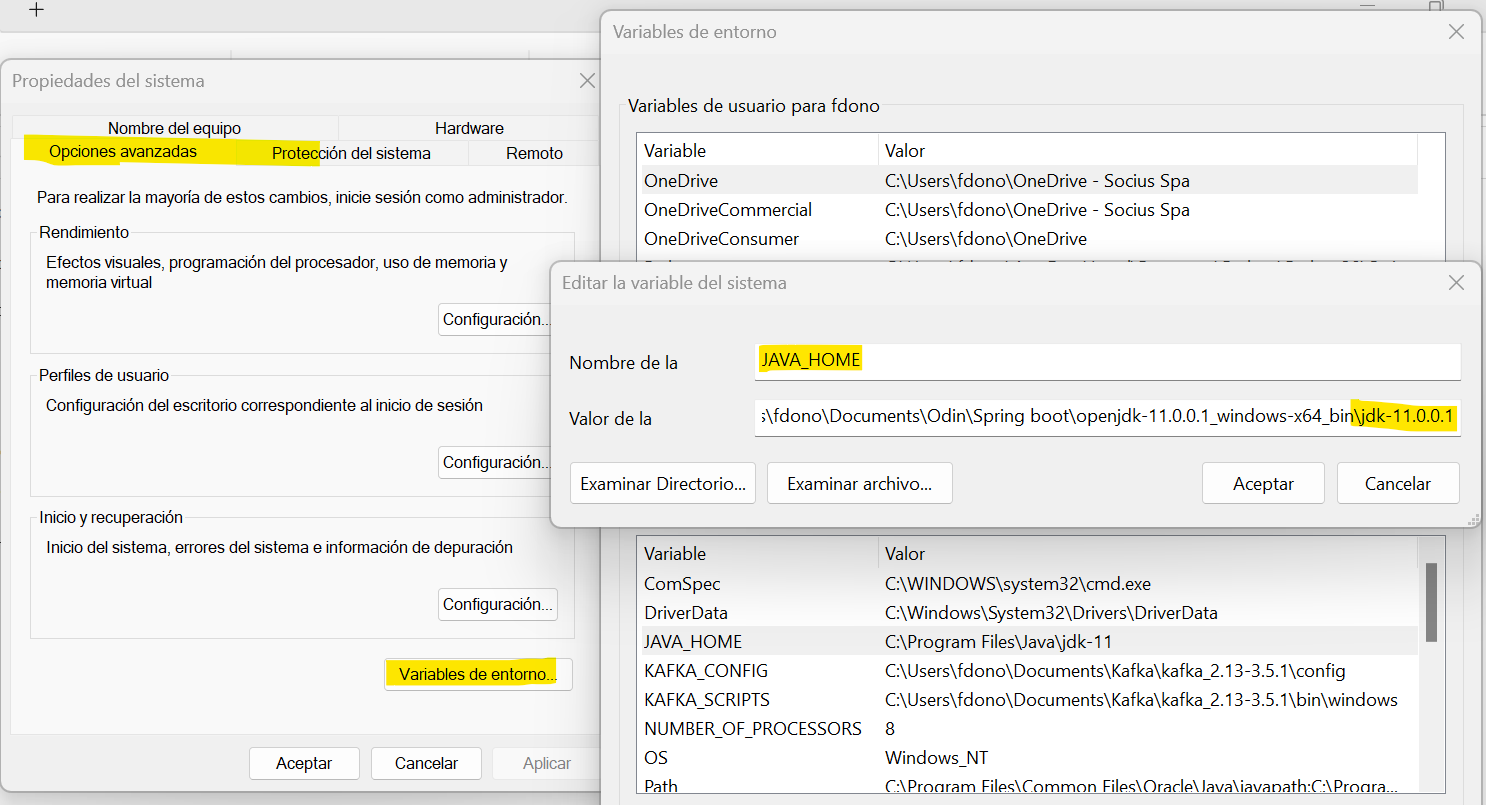 Propiedades del sistema
Nombre del equipo
Hardware
Opciones avanzadas
Protección del sistema
Remoto
Para realizar la mayoría de estos cambios, inicie sesión como administrador.
Rendimiento
Efectos visuales, programación del procesador, uso de memoria y
memoria virtual
Configuración...
Perfiles de usuario
Configuración del escritorio correspondiente al inicio de sesión
Configuración...
Inicio y recuperación
Inicio del sistema, errores del sistema e información de depuración
Configuración...
Variables de entorno...
Aceptar
Cancelar
Aplicar
Variables de entorno
Variables de usuario para fdono
Variable Valor
OneDrive C:\Users\fdono\OneDrive - Socius Spa
OneDriveCommercial C:\Users\fdono\OneDrive - Socius Spa
OneDriveConsumer C:\Users\fdono\OneDrive
Editar la variable del sistema
Nombre de la JAVA_HOME
Valor de la s\fdono\Documents\Odin\Spring boot\openjdk-11.0.0.1_windows-x64_bin\jdk-11.0.0.1
Examinar Directorio...
Examinar archivo...
Aceptar
Cancelar
Variable Valor
ComSpec C:\WINDOWS\system32\cmd.exe
DriverData C:\Windows\System32\Drivers\DriverData
JAVA_HOME C:\Program Files\Java\jdk-11
KAFKA_CONFIG C:\Users\fdono\Documents\Kafka\kafka_2.13-3.5.1\config
KAFKA_SCRIPTS C:\Users\fdono\Documents\Kafka\kafka_2.13-3.5.1\bin\windows
NUMBER_OF_PROCESSORS 8
OS Windows_NT
Path C:\Program Files\Common Files\Oracle\Java\javapath;C:\Progra...